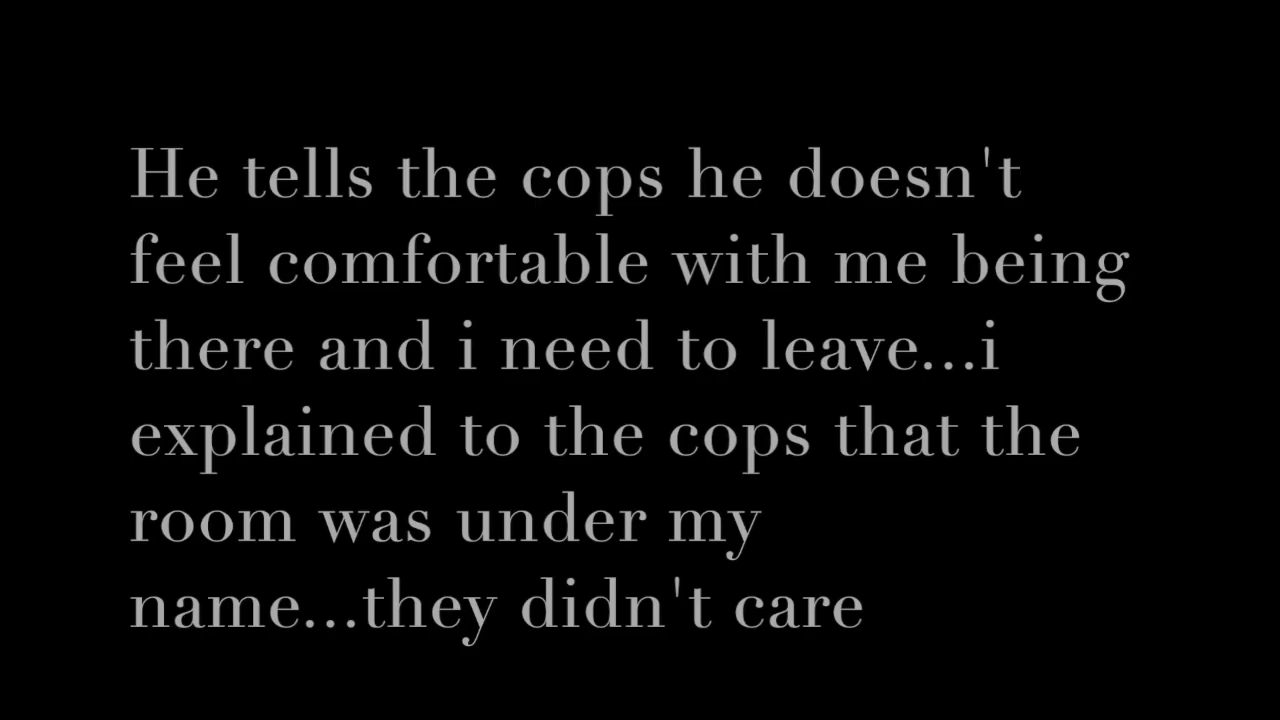 He tells the cops he doesn't
feel comfortable with me being
there and i need to leave...i
explained to the cops that the
room was under my
name...they didn't care